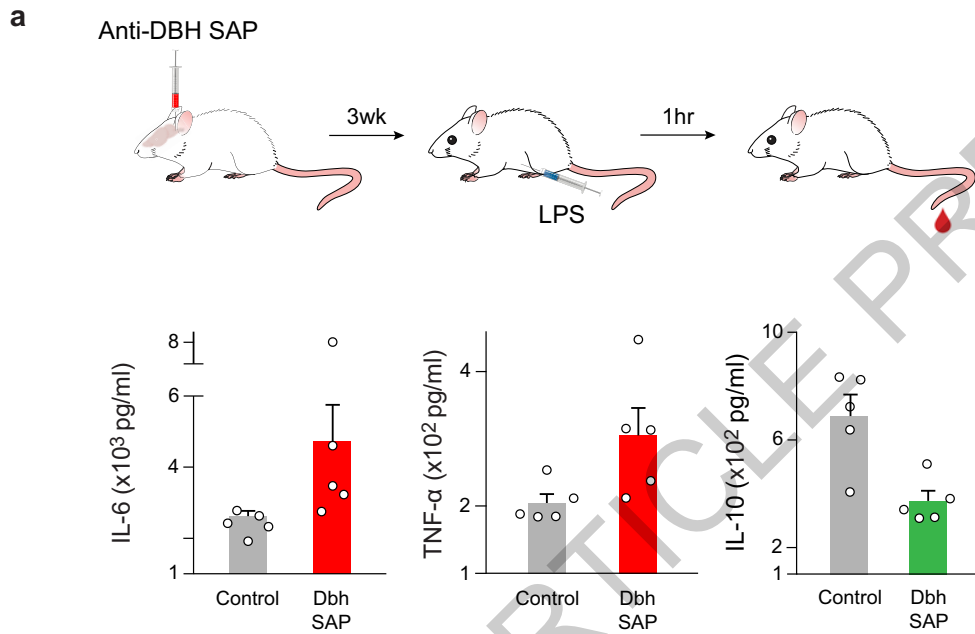 a
Anti-DBH SAP
3wk
1hr
LPS
IL-6 (x10³ pg/ml)
8
6
4
1
Control
Dbh
SAP
TNF-α (x10² pg/ml)
4
2
1
Control
Dbh
SAP
IL-10 (x10² pg/ml)
10
6
2
1
Control
Dbh
SAP
ARTICLE PR